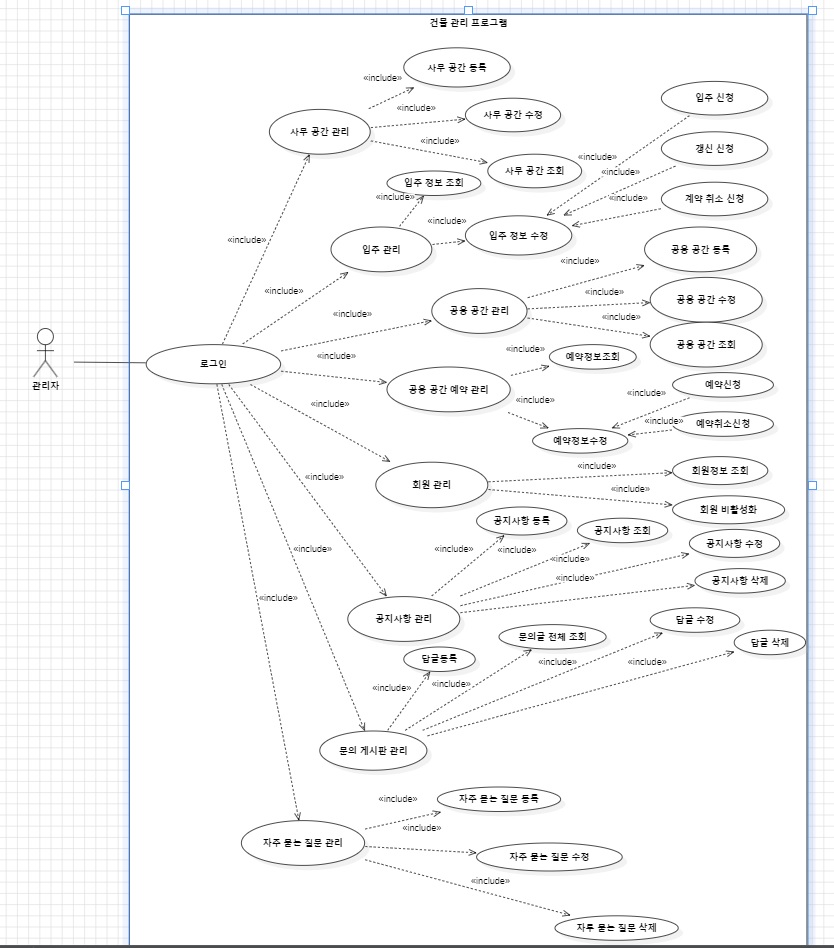 건물 관리 프로그램
«include»
사무 공간 등록
«include»
사무 공간 수정
입주 신청
사무 공간 관리
«include»
사무 공간 조회
«include»
갱신 신청
«include»
입주 정보 조회
«include»
«include»
계약 취소 신청
«include»
입주 정보 수정
«include»
입주 관리
«include»
공용 공간 등록
«include»
«include»
공용 공간 수정
«include»
공용 공간 관리
«include»
공용 공간 조회
로그인
«include»
«include»
예약정보조회
관리자
공용 공간 예약 관리
«include»
«include»
예약신청
«include»
«include»
예약취소신청
예약정보수정
«include»
회원정보 조회
«include»
회원 관리
«include»
회원 비활성화
공지사항 등록
공지사항 조회
«include»
«include»
«include»
공지사항 수정
«include»
«include»
공지사항 삭제
«include»
공지사항 관리
답글 수정
문의글 전체 조회
답글 삭제
답글등록
«include»
«include»
«include»
«include»
문의 게시판 관리
«include»
자주 묻는 질문 등록
«include»
자주 묻는 질문 관리
자주 묻는 질문 수정
«include»
자투 묻는 질문 삭제